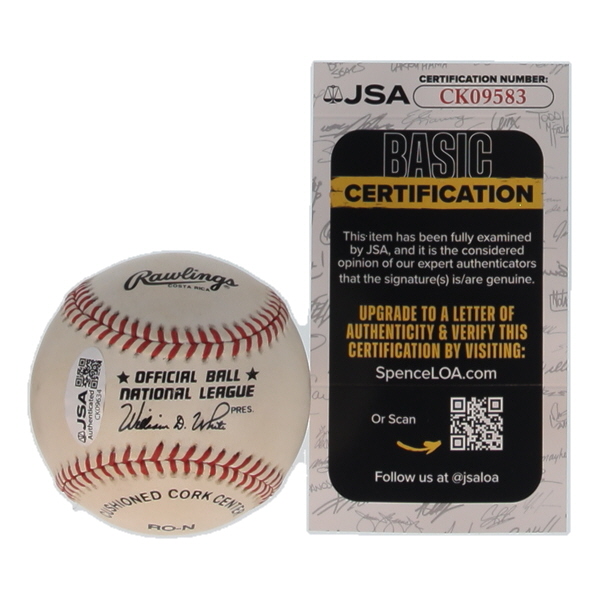 Rawlings
COSTA RICA
★ OFFICIAL BALL ★
NATIONAL LEAGUE
William D. White PRES.
CUSHIONED CORK CENTER
RO-N
JSA
Authenticated
JSA
CERTIFICATION NUMBER:
CK09583
BASIC
CERTIFICATION
This item has been fully examined
by JSA, and it is the considered
opinion of our expert authenticators
that the signature(s) is/are genuine.
UPGRADE TO A LETTER OF
AUTHENTICITY & VERIFY THIS
CERTIFICATION BY VISITING:
SpenceLOA.com
Or Scan
Follow us at @jsaloa